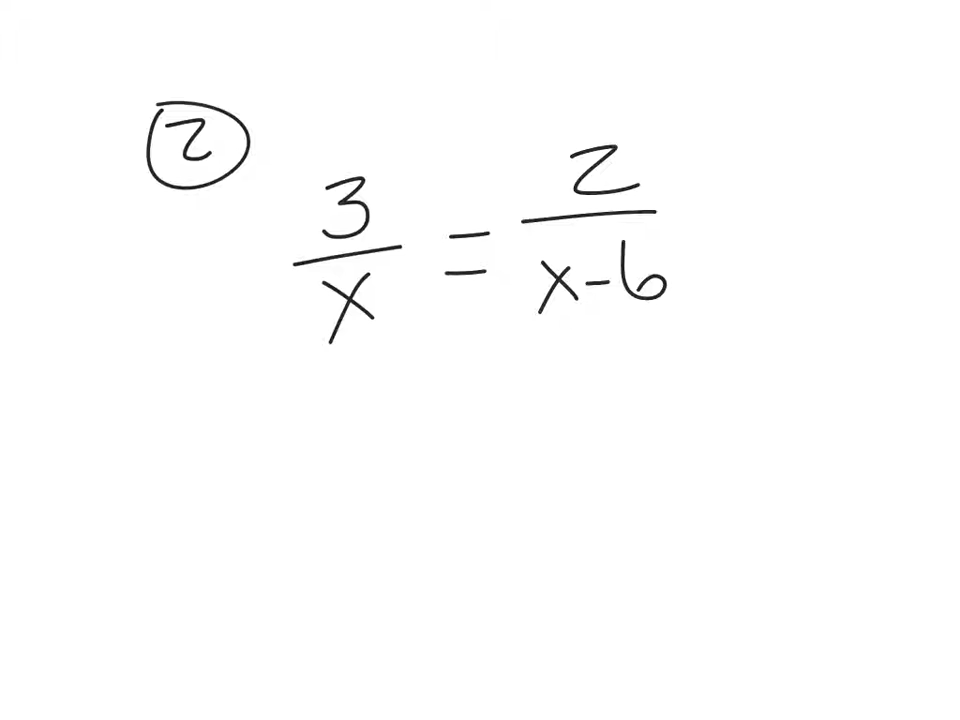 2
3/x = 2/(x-6)